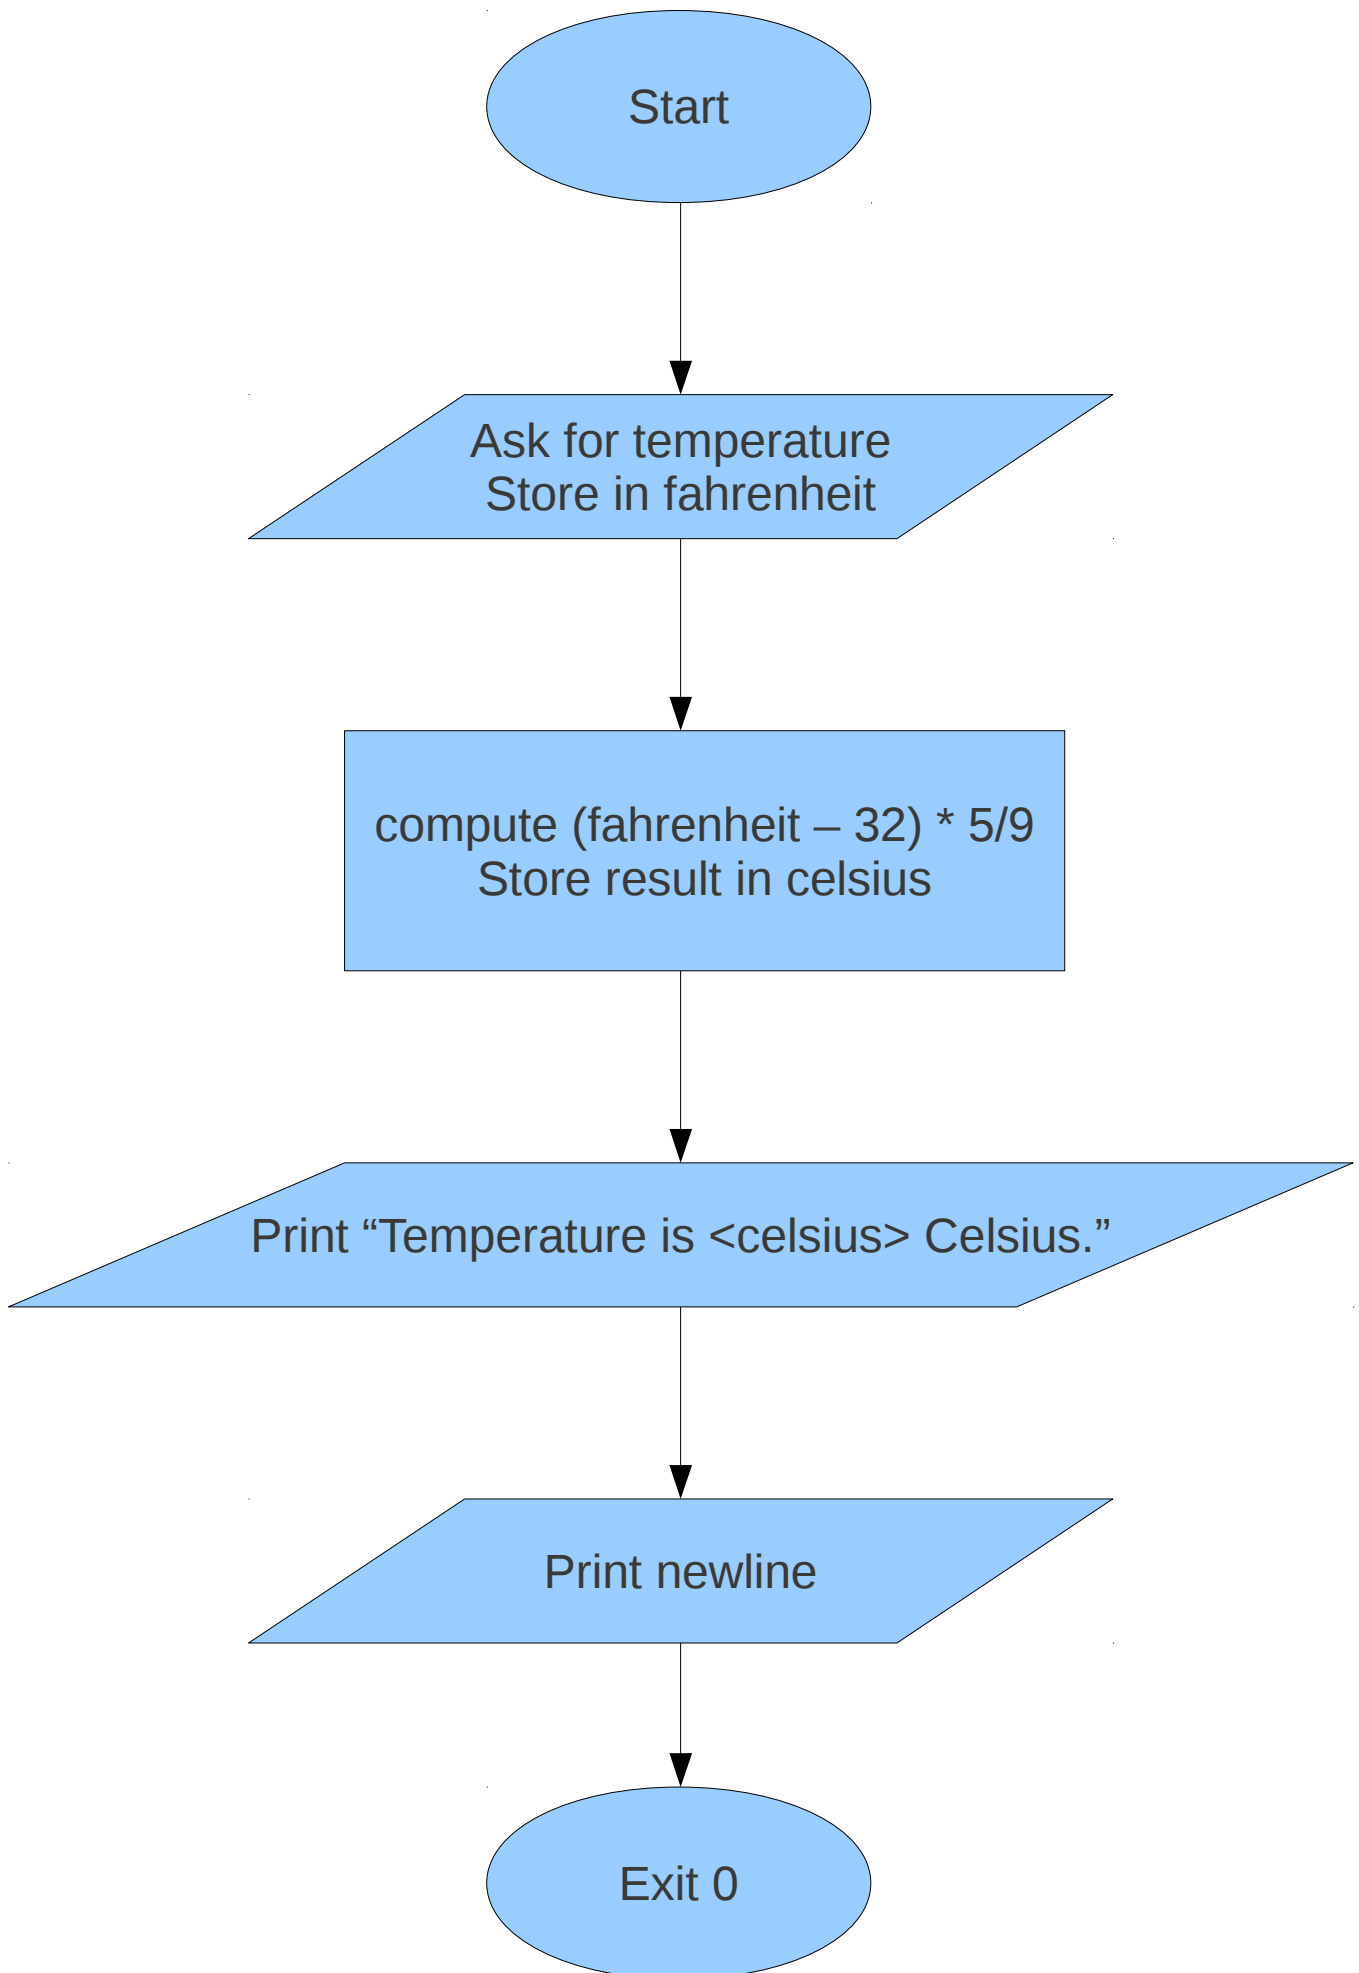 Start
Ask for temperature
Store in fahrenheit
compute (fahrenheit – 32) * 5/9
Store result in celsius
Print “Temperature is <celsius> Celsius.”
Print newline
Exit 0